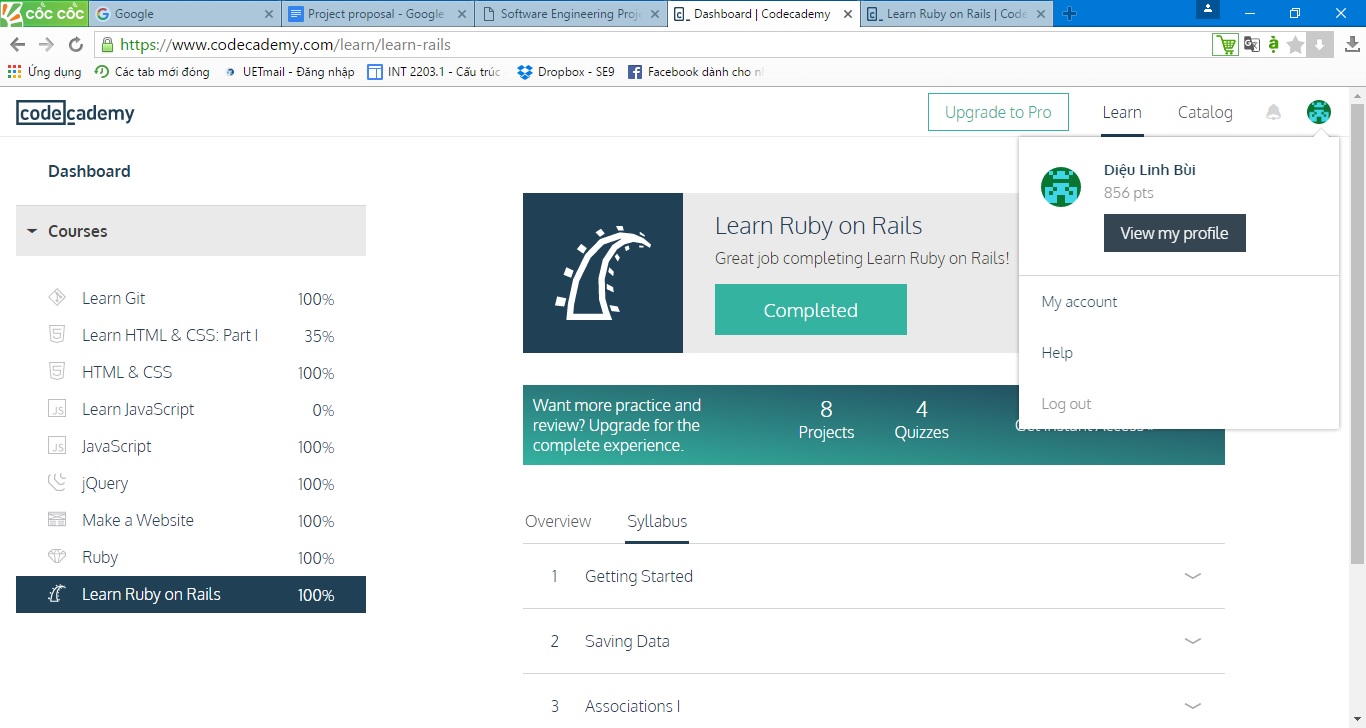 cốc cốc
Google
Project proposal - Google
Software Engineering Proje
Dashboard | Codecademy
Learn Ruby on Rails | Code
https://www.codecademy.com/learn/learn-rails
Ứng dụng
Các tab mới đóng
UETmail - Đăng nhập
INT 2203.1 - Cấu trúc
Dropbox - SE9
Facebook dành cho n
codecademy
Upgrade to Pro
Learn
Catalog
Dashboard
Diệu Linh Bùi
856 pts
View my profile
My account
Help
Log out
Courses
Learn Git 100%
Learn HTML & CSS: Part I 35%
HTML & CSS 100%
Learn JavaScript 0%
JavaScript 100%
jQuery 100%
Make a Website 100%
Ruby 100%
Learn Ruby on Rails 100%
Learn Ruby on Rails
Great job completing Learn Ruby on Rails!
Completed
Want more practice and
review? Upgrade for the
complete experience.
8
Projects
4
Quizzes
Get Instant Access
Overview
Syllabus
1 Getting Started
2 Saving Data
3 Associations I